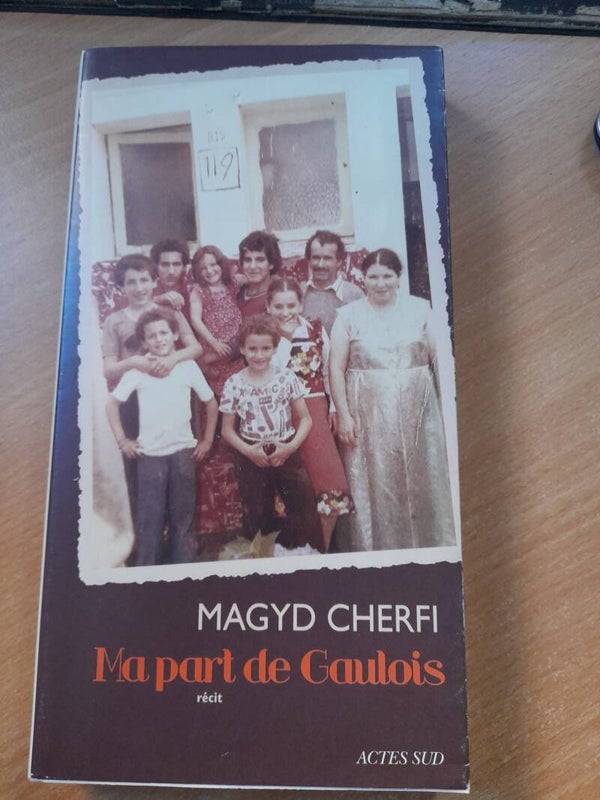 119
MAGYD CHERFI
Ma part de Gaulois
récit
ACTES SUD